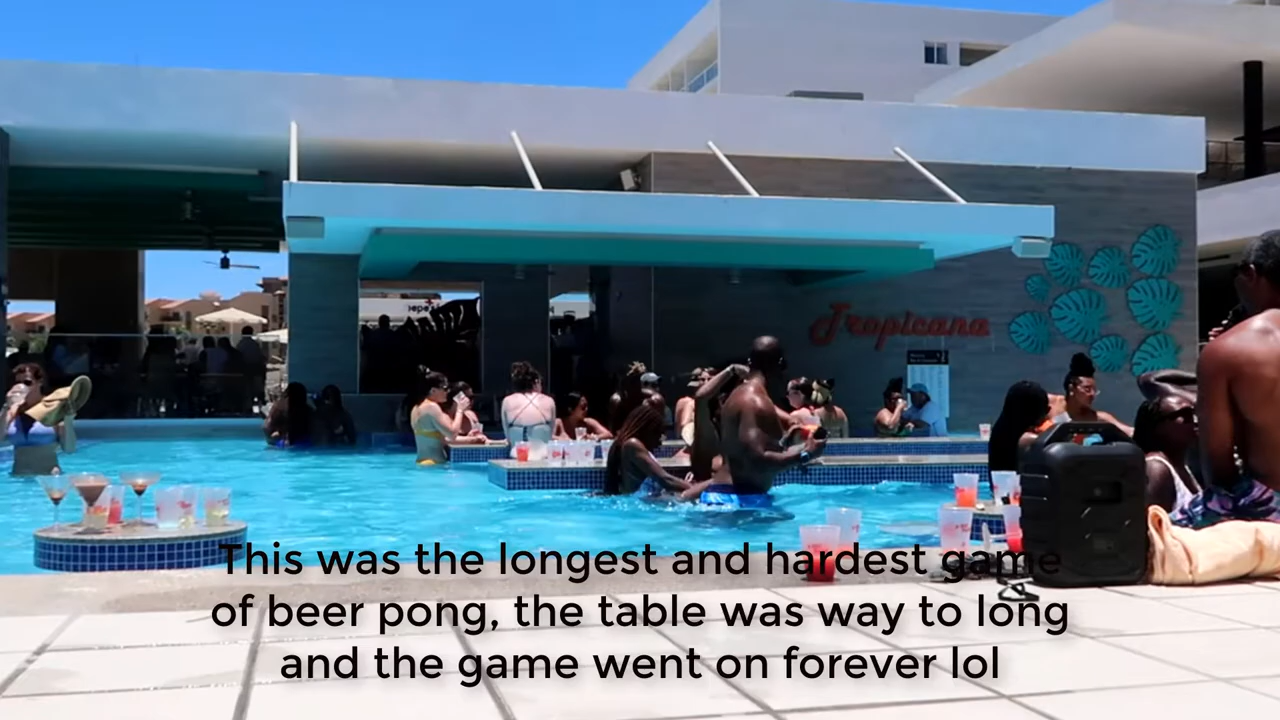 Tropicana
This was the longest and hardest game
of beer pong, the table was way to long
and the game went on forever lol